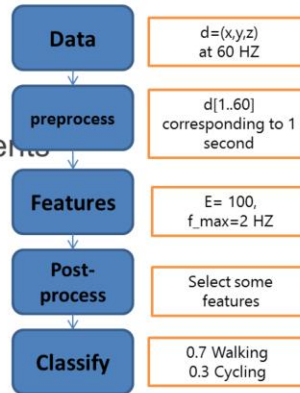 Data
d=(x,y,z)
at 60 HZ
preprocess
d[1..60]
corresponding to 1
second
ents
Features
E= 100,
f_max=2 HZ
Post-
process
Select some
features
Classify
0.7 Walking
0.3 Cycling